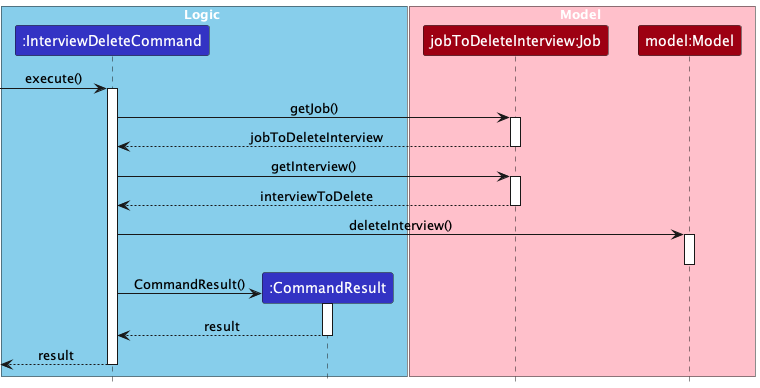 Logic
Model
:InterviewDeleteCommand
jobToDeleteInterview:Job
model:Model
execute()
getJob()
jobToDeleteInterview
getInterview()
interviewToDelete
deleteInterview()
CommandResult()
:CommandResult
result
result